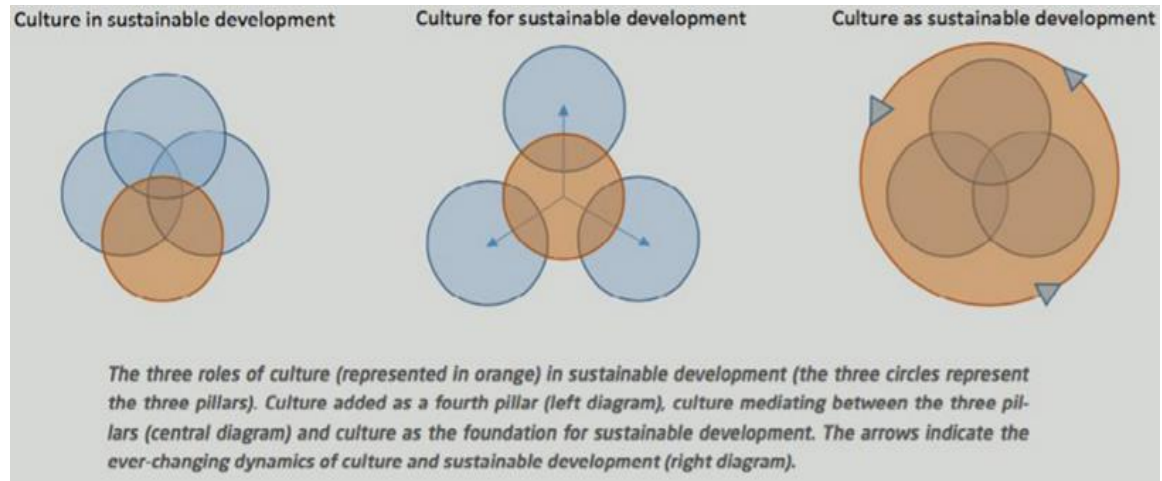 Culture in sustainable development
Culture for sustainable development
Culture as sustainable development
The three roles of culture (represented in orange) in sustainable development (the three circles represent
the three pillars). Culture added as a fourth pillar (left diagram), culture mediating between the three pil-
lars (central diagram) and culture as the foundation for sustainable development. The arrows indicate the
ever-changing dynamics of culture and sustainable development (right diagram).